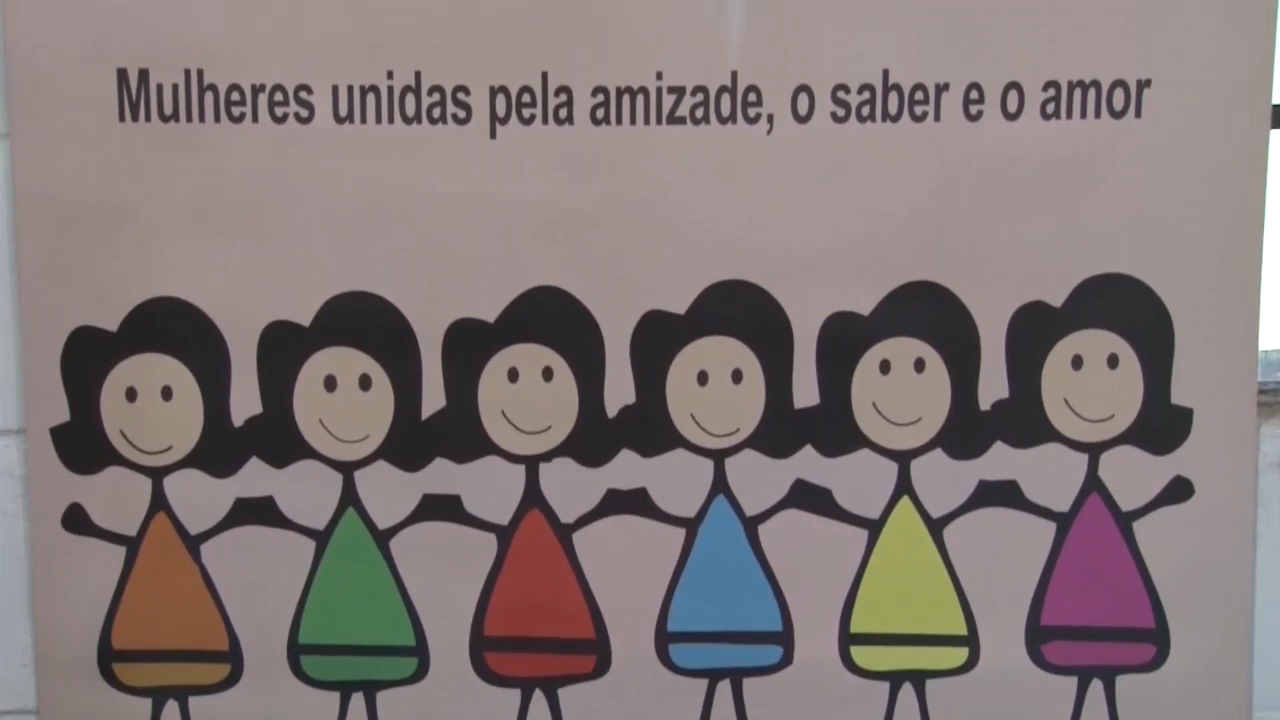 Mulheres unidas pela amizade, o saber e o amor